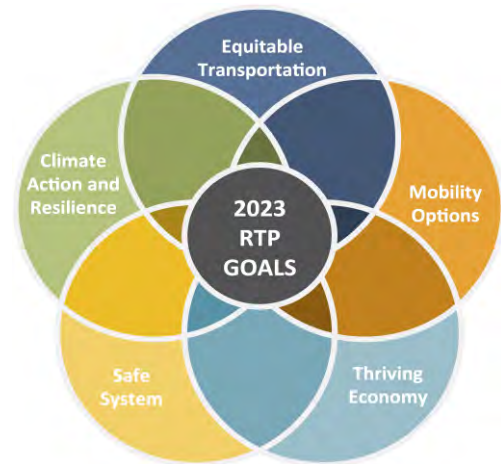 Equitable
Transportation
Climate
Action and
Resilience
Mobility
Options
2023
RTP
GOALS
Safe
System
Thriving
Economy